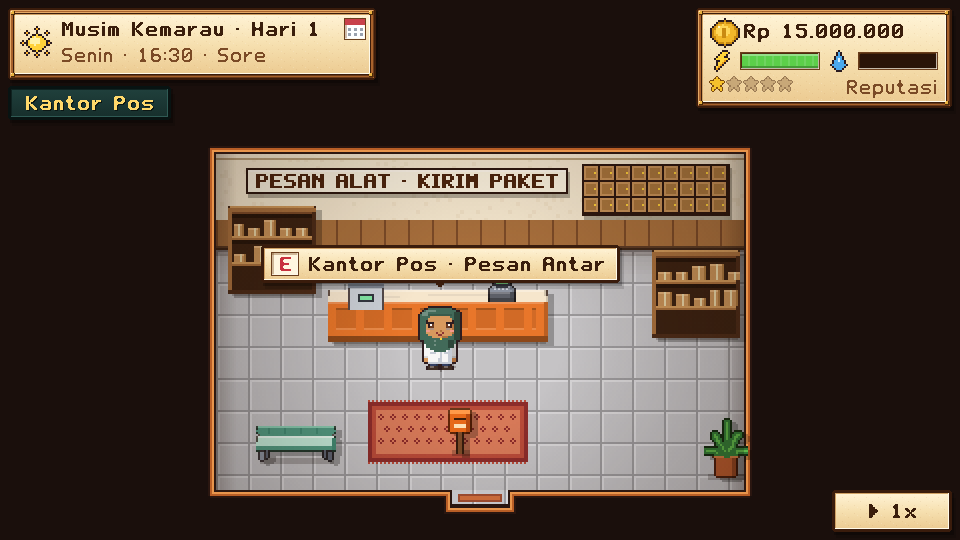 Musim Kemarau · Hari 1
Senin · 16:30 · Sore
Rp 15.000.000
Reputasi
Kantor Pos
PESAN ALAT · KIRIM PAKET
E Kantor Pos · Pesan Antar
1x